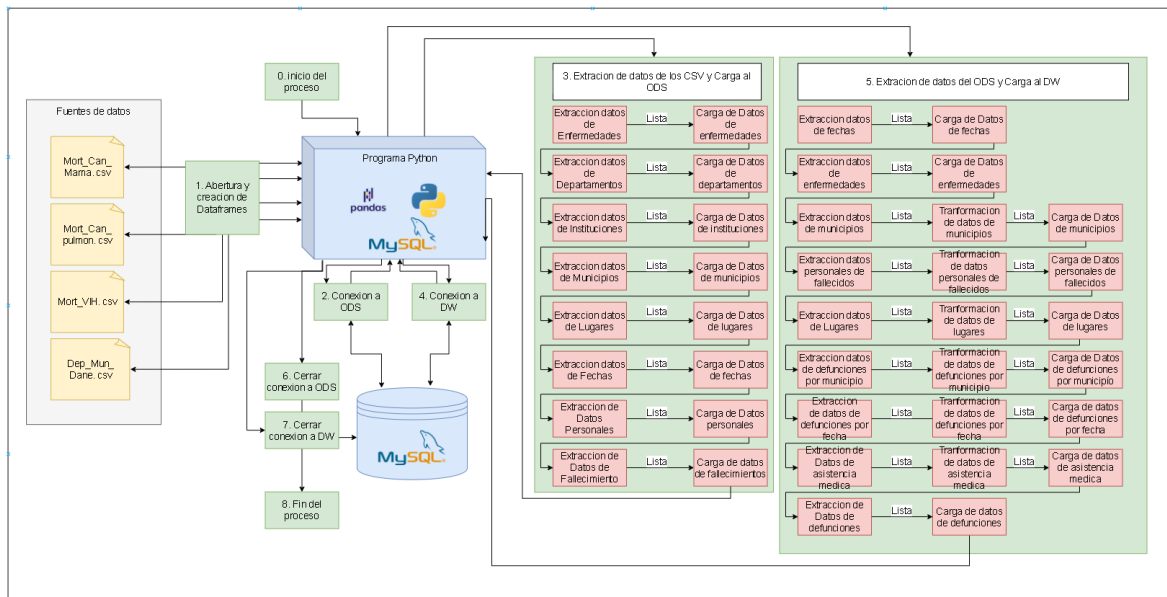 Fuentes de datos
Mort_Can_
Mama.csv
Mort_Can_
pulmon.csv
Mort_VIH.csv
Dep_Mun_
Dane.csv
0. inicio del
proceso
1. Abertura y
creacion de
Dataframes
Programa Python
pandas
MySQL
2. Conexion a
ODS
4. Conexion a
DW
6. Cerrar
conexion a ODS
7. Cerrar
conexion a DW
MySQL
8. Fin del
proceso
3. Extracion de datos de los CSV y Carga al
ODS
Extraccion datos
de
Enfermedades
Lista
Carga de Datos
de
enfermedades
Extraccion datos
de
Departamentos
Lista
Carga de Datos
de
departamentos
Extraccion datos
de Instituciones
Lista
Carga de Datos
de instituciones
Extraccion datos
de Municipios
Lista
Carga de Datos
de municipios
Extraccion datos
de Lugares
Lista
Carga de Datos
de lugares
Extraccion datos
de Fechas
Lista
Carga de Datos
de fechas
Extraccion de
Datos
Personales
Lista
Carga de Datos
personales
Extraccion de
Datos de
Fallecimiento
Lista
Carga de datos
de fallecimientos
5. Extracion de datos del ODS y Carga al DW
Extraccion datos
de fechas
Lista
Carga de Datos
de fechas
Extraccion datos
de enfermedades
Lista
Carga de Datos
de
enfermedades
Extraccion datos
de municipios
Lista
Tranformacion
de datos de
municipios
Lista
Carga de Datos
de municipios
Extraccion datos
personales de
fallecidos
Lista
Tranformacion
de datos
personales de
fallecidos
Lista
Carga de Datos
personales de
fallecidos
Extraccion datos
de Lugares
Lista
Tranformacion
de datos de
lugares
Lista
Carga de Datos
de lugares
Extraccion datos
de defunciones
por municipio
Lista
Tranformacion
de datos de
defunciones por
municipio
Lista
Carga de Datos
de defunciones
por municipio
Extraccion
de datos de
defunciones por
fecha
Lista
Tranformacion
de datos de
defunciones por
fecha
Lista
Carga de datos
de defunciones
por fecha
Extraccion de
Datos de
asistencia
medica
Lista
Tranformacion
de datos de
asistencia
medica
Lista
Carga de datos
de asistencia
medica
Extraccion de
Datos de
defunciones
Lista
Carga de datos
de defunciones